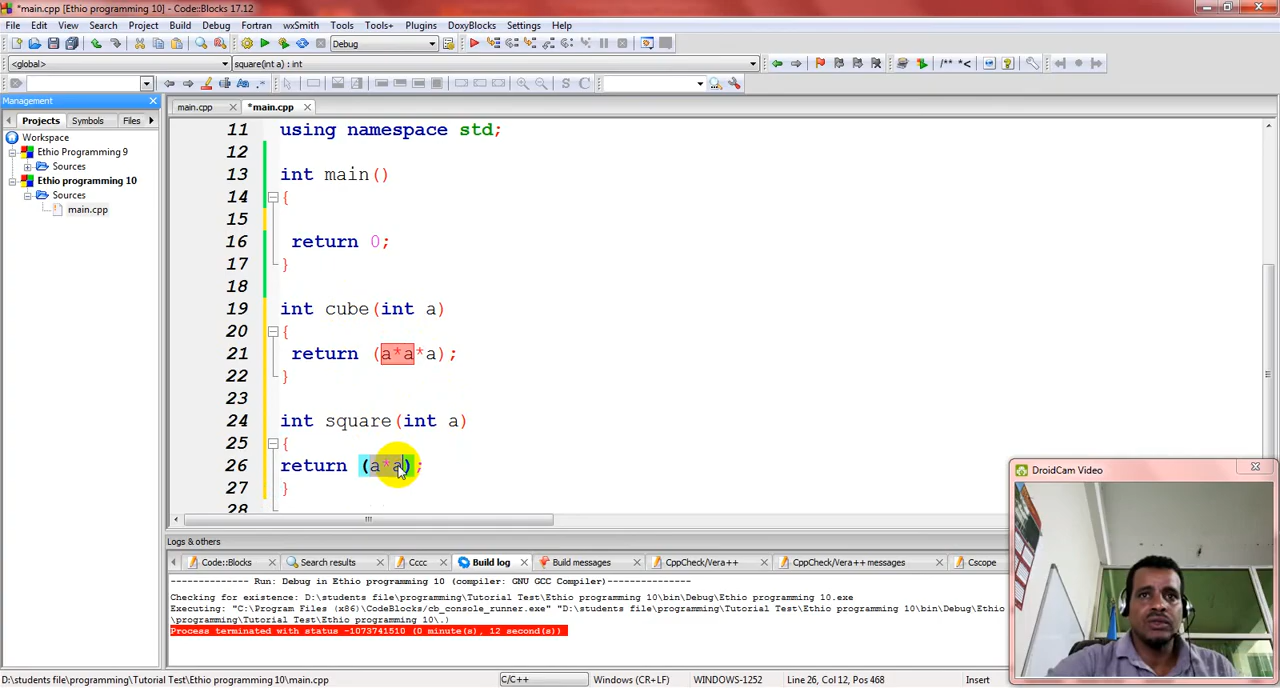 *main.cpp [Ethio programming 10] - Code::Blocks 17.12
File Edit View Search Project Build Debug Fortran wxSmith Tools Tools+ Plugins DoxyBlocks Settings Help
Debug
<global> square(int a) : int
/** *<
Aa
S C
Management
main.cpp *main.cpp
Projects Symbols Files
Workspace
Ethio Programming 9
Sources
Ethio programming 10
Sources
main.cpp
11 using namespace std;
12
13 int main()
14 {
15
16 return 0;
17 }
18
19 int cube(int a)
20 {
21 return (a*a*a);
22 }
23
24 int square(int a)
25 {
26 return (a*a);
27 }
28
DroidCam Video
Logs & others
Code::Blocks Search results Cccc Build log Build messages CppCheck/Vera++ CppCheck/Vera++ messages Cscope
-------------- Run: Debug in Ethio programming 10 (compiler: GNU GCC Compiler)---------------
Checking for existence: D:\students file\programming\Tutorial Test\Ethio programming 10\bin\Debug\Ethio programming 10.exe
Executing: "C:\Program Files (x86)\CodeBlocks/cb_console_runner.exe" "D:\students file\programming\Tutorial Test\Ethio programming 10\bin\Debug\Ethio
\programming\Tutorial Test\Ethio programming 10\.)
Process terminated with status -1073741510 (0 minute(s), 12 second(s))
D:\students file\programming\Tutorial Test\Ethio programming 10\main.cpp C/C++ Windows (CR+LF) WINDOWS-1252 Line 26, Col 12, Pos 468 Insert